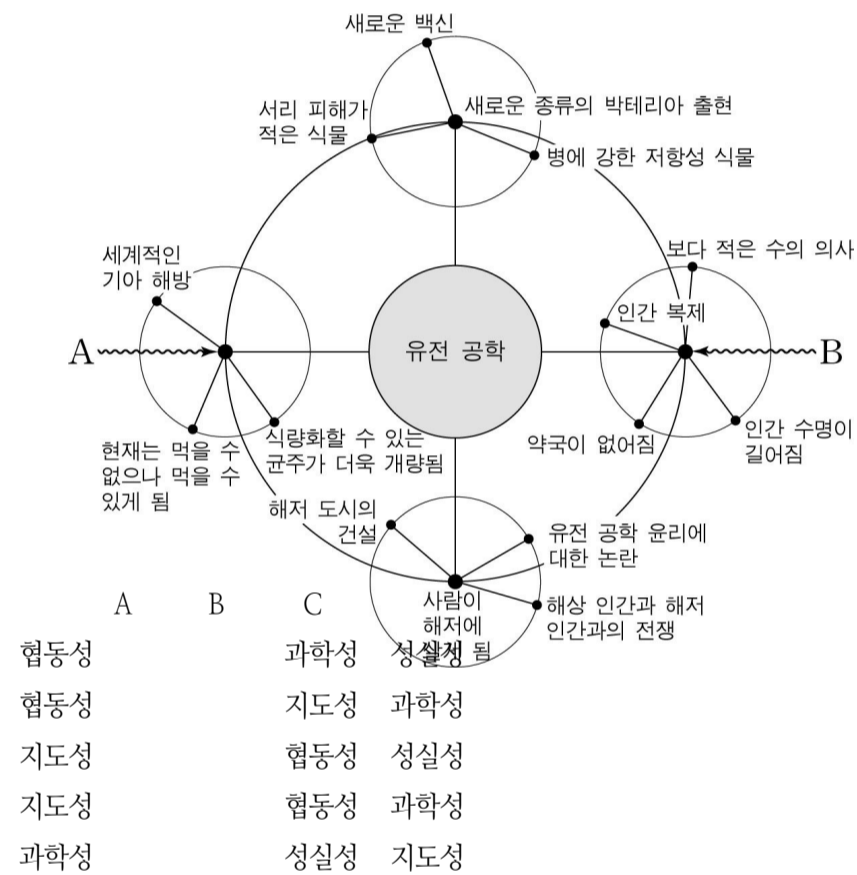 새로운 백신
서리 피해가
적은 식물
새로운 종류의 박테리아 출현
병에 강한 저항성 식물
세계적인
기아 해방
보다 적은 수의 의사
인간 복제
A
유전 공학
B
현재는 먹을 수
없으나 먹을 수
있게 됨
식량화할 수 있는
균주가 더욱 개량됨
약국이 없어짐
인간 수명이
길어짐
해저 도시의
건설
유전 공학 윤리에
대한 논란
사람이
해저에
됨
해상 인간과 해저
인간과의 전쟁
A B C
협동성 과학성 성실성
협동성 지도성 과학성
지도성 협동성 성실성
지도성 협동성 과학성
과학성 성실성 지도성